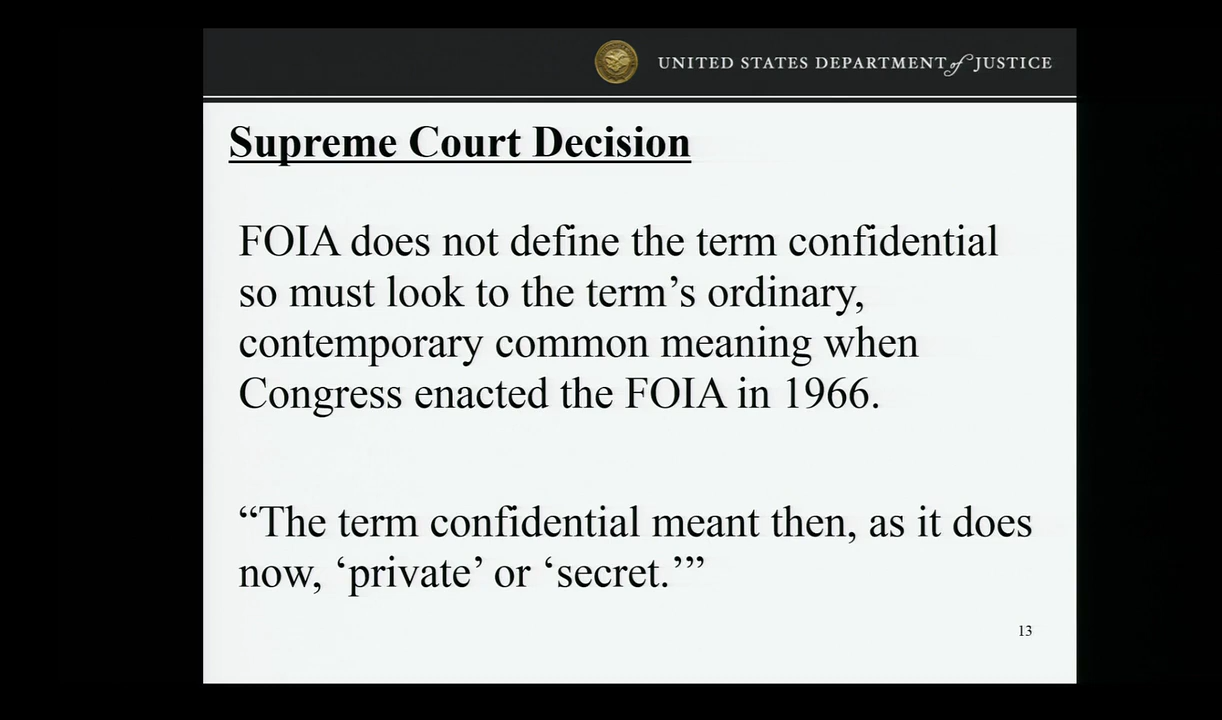 UNITED STATES DEPARTMENT of JUSTICE
Supreme Court Decision
FOIA does not define the term confidential
so must look to the term’s ordinary,
contemporary common meaning when
Congress enacted the FOIA in 1966.
“The term confidential meant then, as it does
now, ‘private’ or ‘secret.’”
13